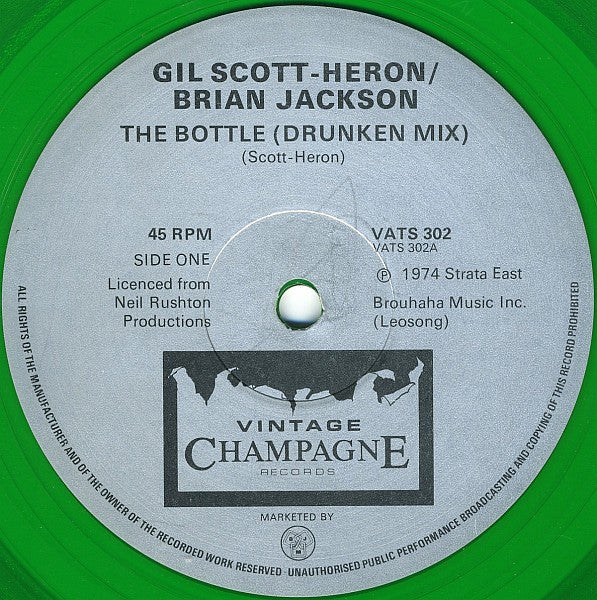 GIL SCOTT-HERON/
BRIAN JACKSON
THE BOTTLE (DRUNKEN MIX)
(Scott-Heron)
45 RPM
SIDE ONE
Licenced from
Neil Rushton
Productions
VATS 302
VATS 302A
℗ 1974 Strata East
Brouhaha Music Inc.
(Leosong)
VINTAGE
CHAMPAGNE
RECORDS
MARKETED BY
ALL RIGHTS OF THE MANUFACTURER AND OF THE OWNER OF THE RECORDED WORK RESERVED · UNAUTHORISED PUBLIC PERFORMANCE BROADCASTING AND COPYING OF THIS RECORD PROHIBITED